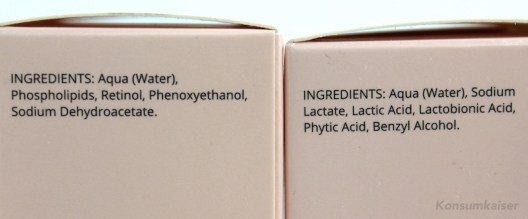 INGREDIENTS: Aqua (Water),
Phospholipids, Retinol, Phenoxyethanol,
Sodium Dehydroacetate.
INGREDIENTS: Aqua (Water), Sodium
Lactate, Lactic Acid, Lactobionic Acid,
Phytic Acid, Benzyl Alcohol.
Konsumkaiser